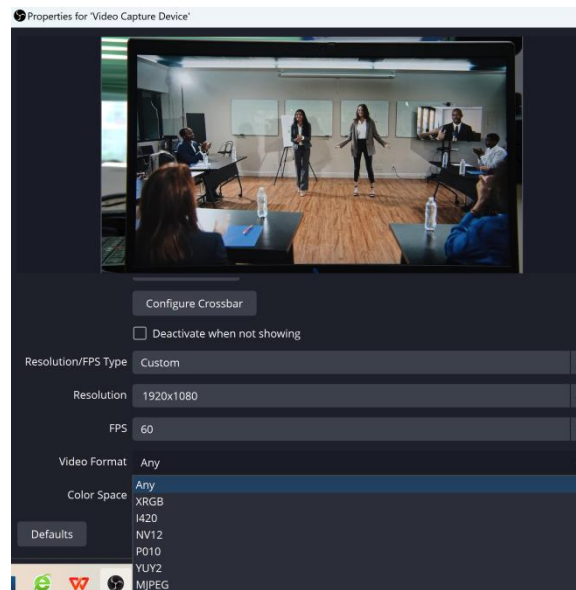 Properties for 'Video Capture Device'
Configure Crossbar
Deactivate when not showing
Resolution/FPS Type Custom
Resolution 1920x1080
FPS 60
Video Format Any
Any
Color Space
XRGB
I420
Defaults
NV12
P010
YUY2
MJPEG